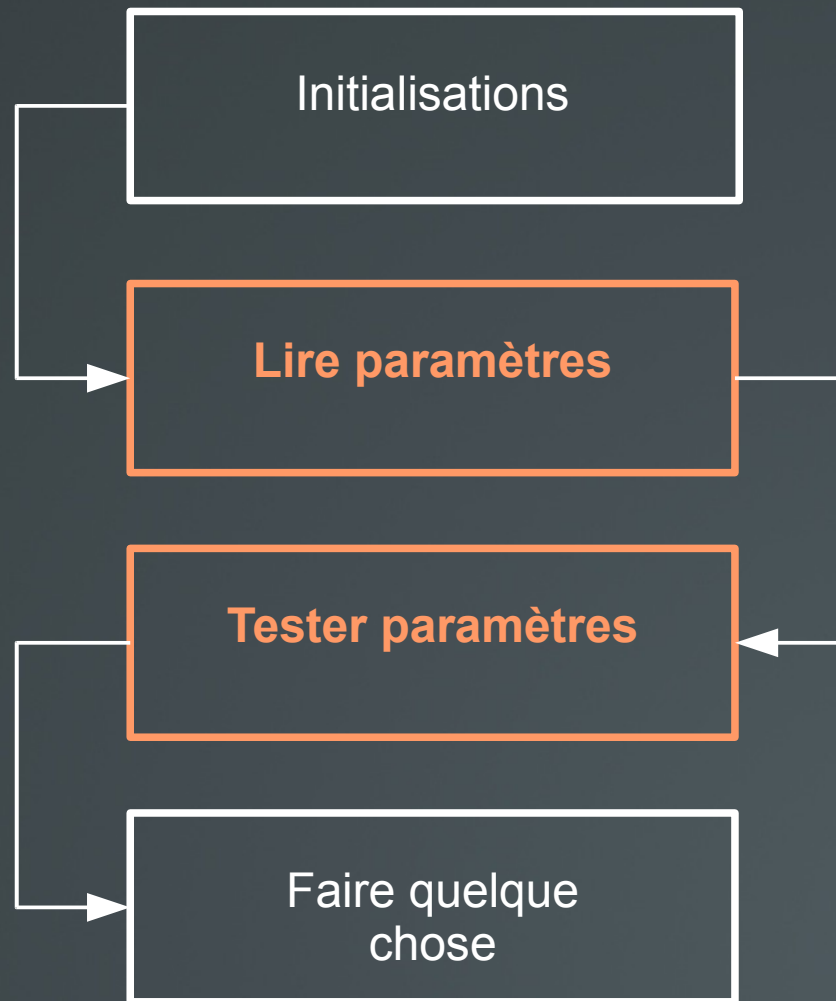 Initialisations
Lire paramètres
Tester paramètres
Faire quelque
chose